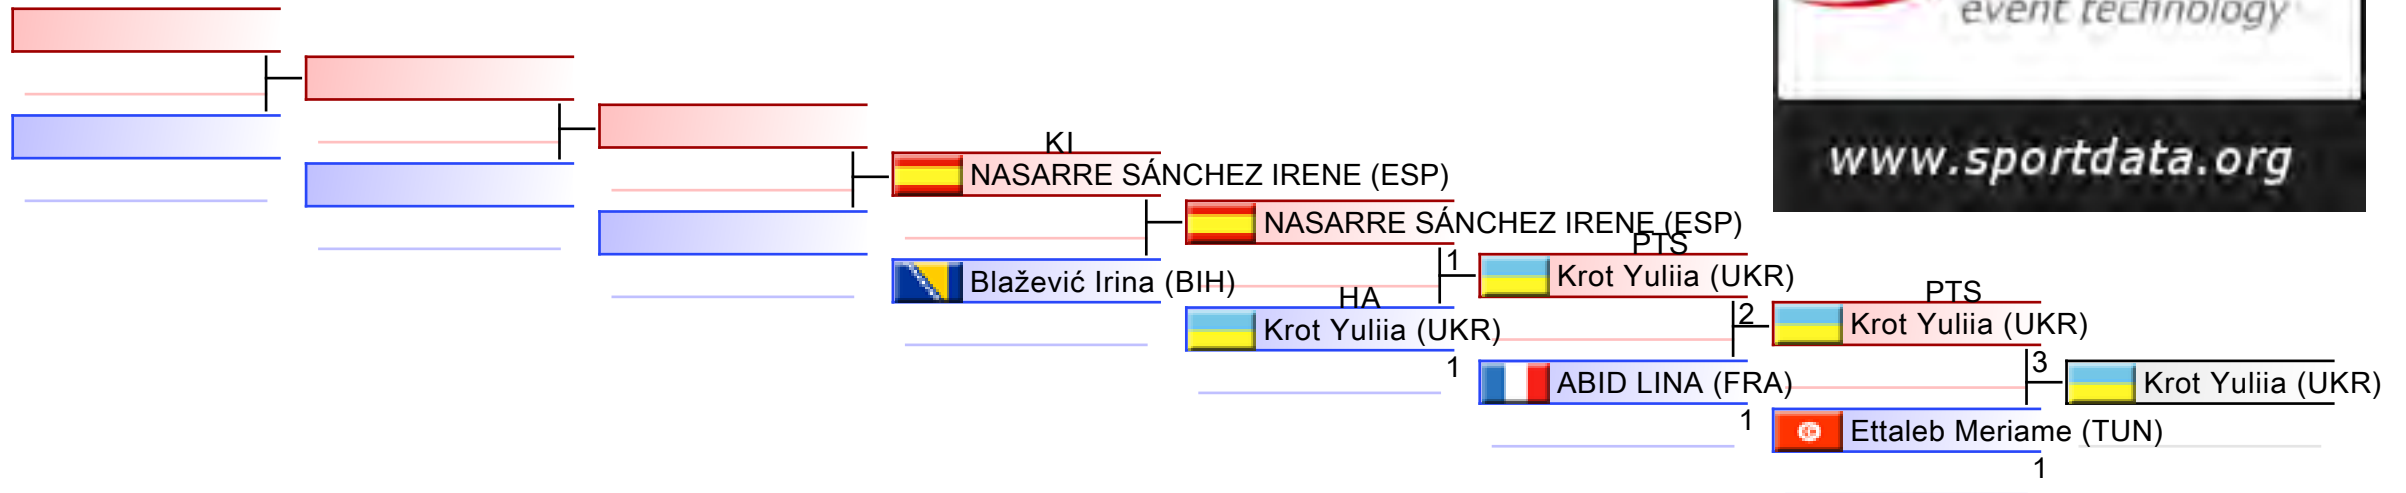 event technology
www.sportdata.org
KI
NASARRE SÁNCHEZ IRENE (ESP)
Blažević Irina (BIH)
NASARRE SÁNCHEZ IRENE (ESP)
1
HA
Krot Yuliia (UKR)
1
PTS
Krot Yuliia (UKR)
2
ABID LINA (FRA)
1
PTS
Krot Yuliia (UKR)
3
Ettaleb Meriame (TUN)
1
Krot Yuliia (UKR)